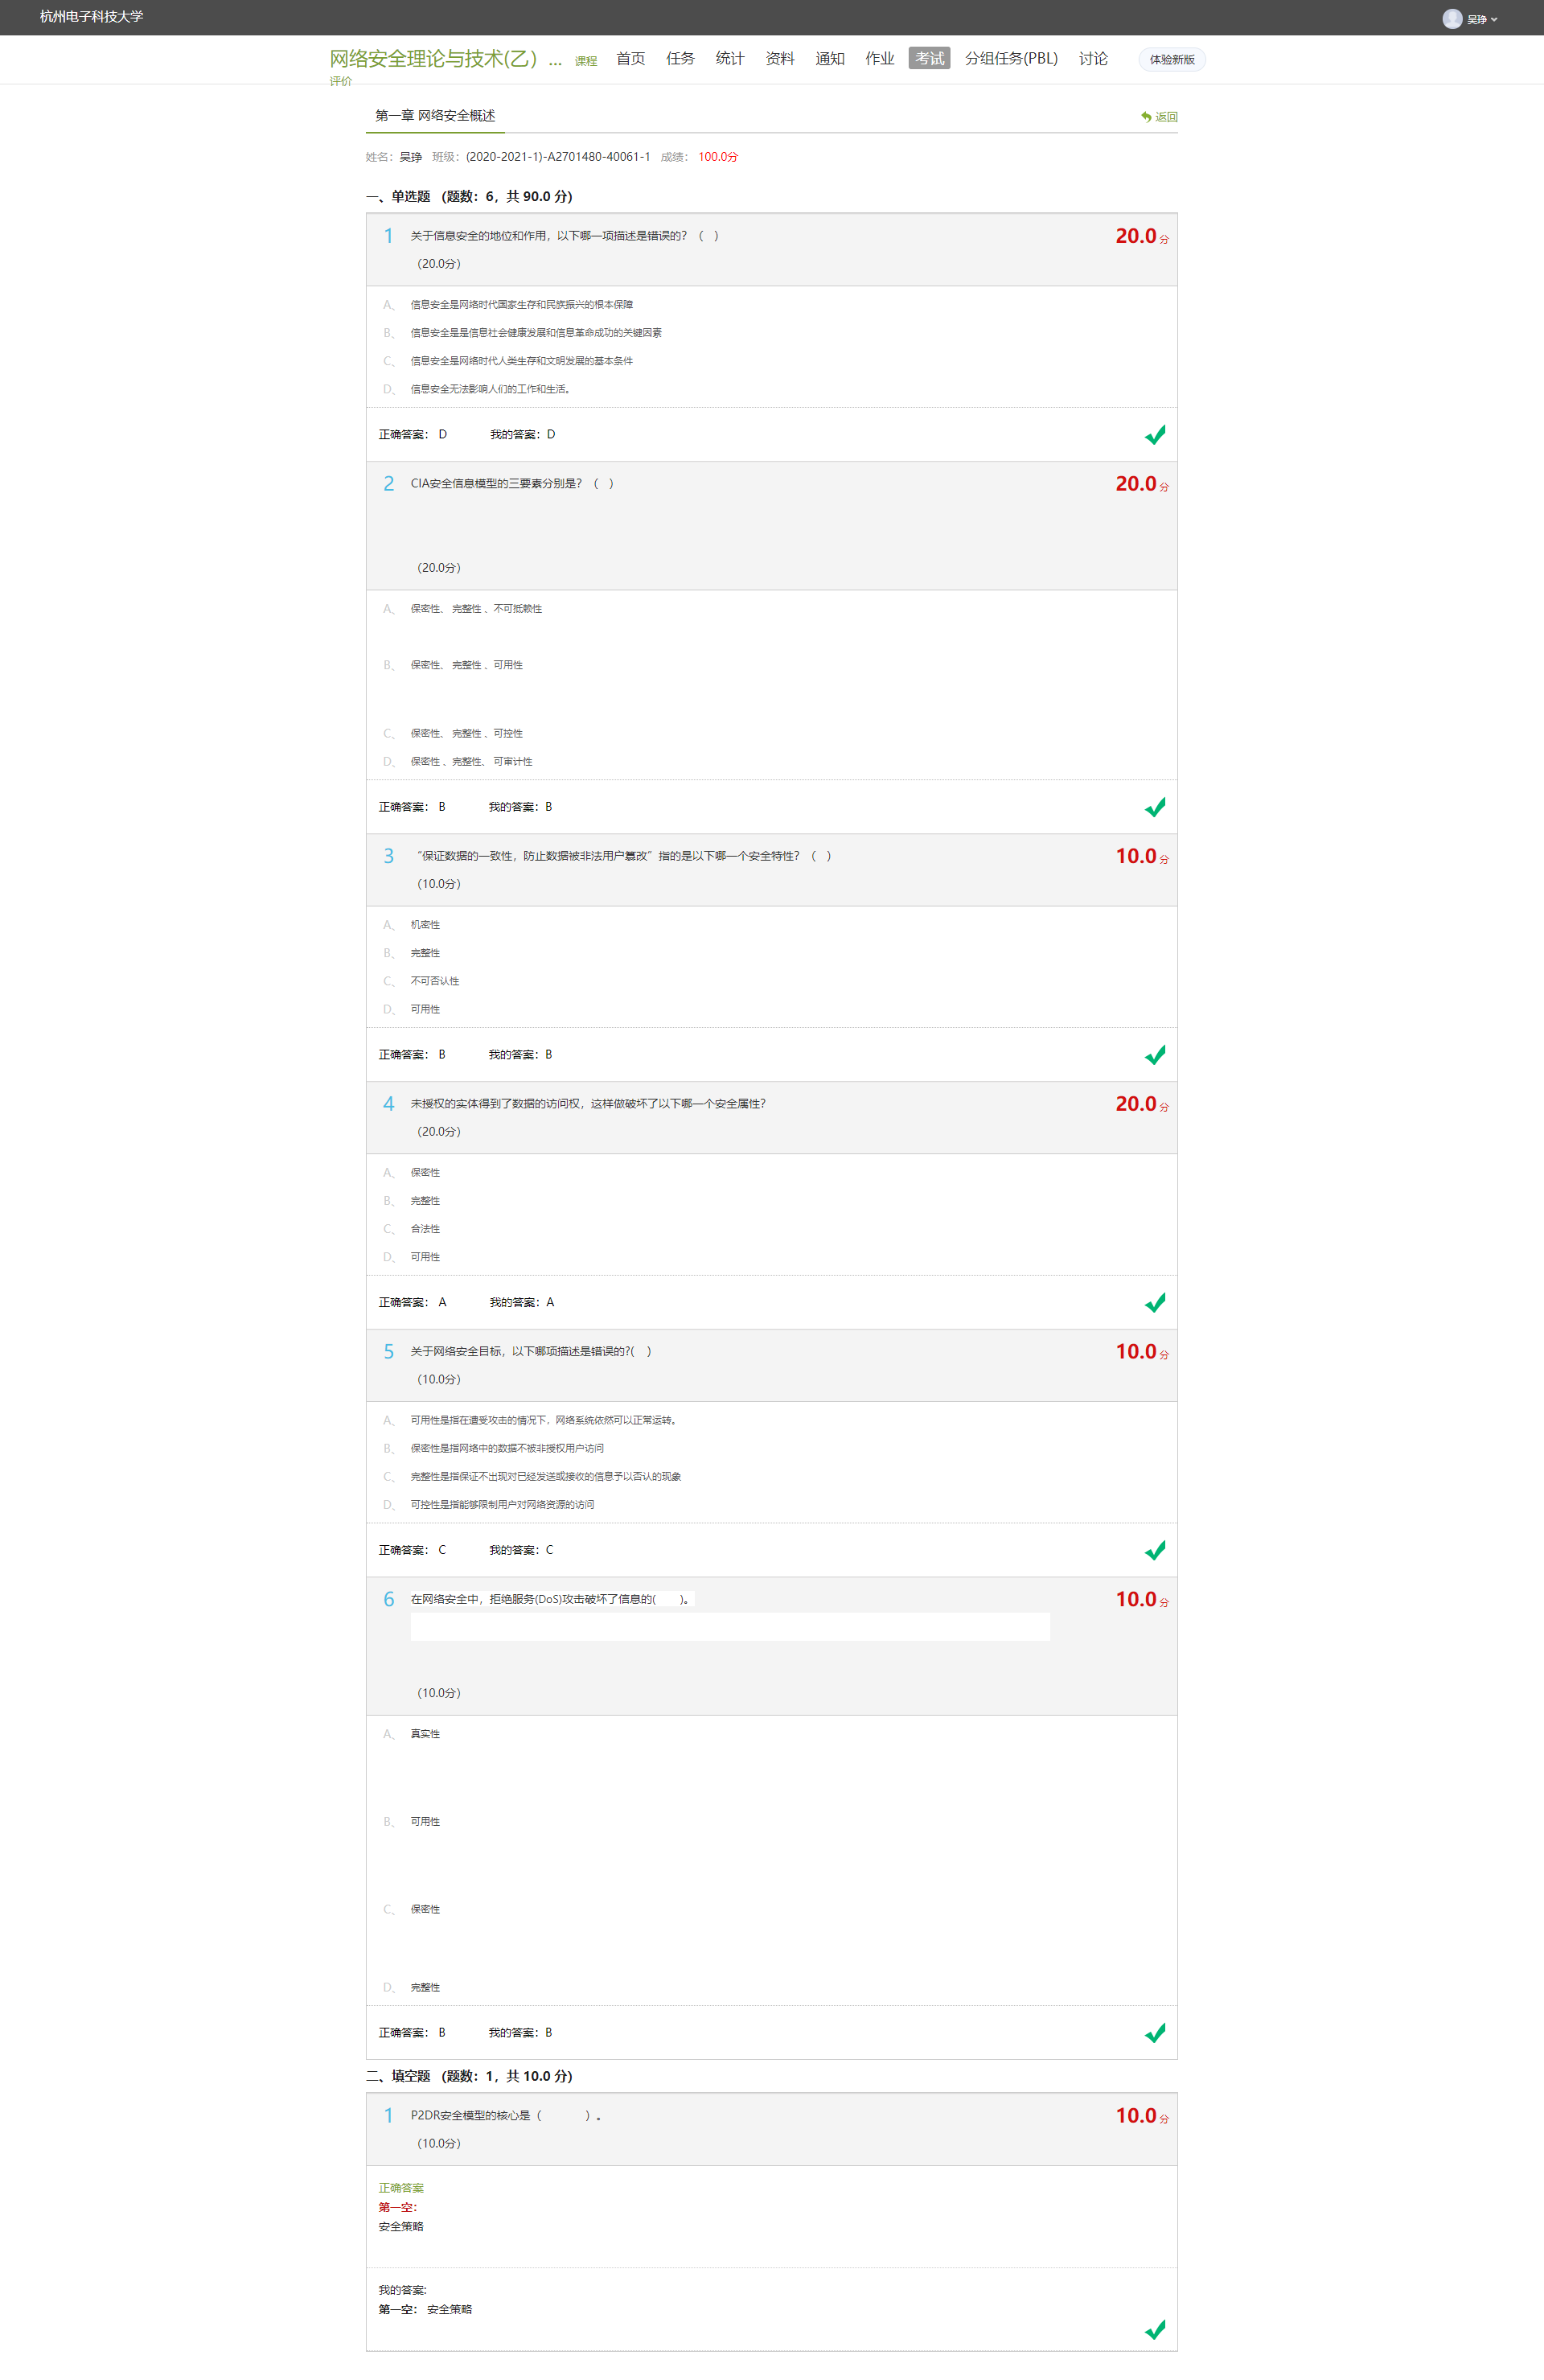 杭州电子科技大学
吴琤
网络安全理论与技术(乙) ... 课程 首页 任务 统计 资料 通知 作业 考试 分组任务(PBL) 讨论 体验新版
评价
第一章 网络安全概述 返回
姓名：吴琤 班级：(2020-2021-1)-A2701480-40061-1 成绩： 100.0分
一、单选题 （题数：6，共 90.0 分）
1 关于信息安全的地位和作用，以下哪一项描述是错误的？（ ） 20.0 分
（20.0分）
A、 信息安全是网络时代国家生存和民族振兴的根本保障
B、 信息安全是是信息社会健康发展和信息革命成功的关键因素
C、 信息安全是网络时代人类生存和文明发展的基本条件
D、 信息安全无法影响人们的工作和生活。
正确答案： D 我的答案：D
2 CIA安全信息模型的三要素分别是？（ ） 20.0 分
（20.0分）
A、 保密性、 完整性 、不可抵赖性
B、 保密性、 完整性 、可用性
C、 保密性、 完整性 、可控性
D、 保密性 、完整性、 可审计性
正确答案： B 我的答案：B
3 “保证数据的一致性，防止数据被非法用户篡改”指的是以下哪一个安全特性？（ ） 10.0 分
（10.0分）
A、 机密性
B、 完整性
C、 不可否认性
D、 可用性
正确答案： B 我的答案：B
4 未授权的实体得到了数据的访问权，这样做破坏了以下哪一个安全属性？ 20.0 分
（20.0分）
A、 保密性
B、 完整性
C、 合法性
D、 可用性
正确答案： A 我的答案：A
5 关于网络安全目标，以下哪项描述是错误的?( ) 10.0 分
（10.0分）
A、 可用性是指在遭受攻击的情况下，网络系统依然可以正常运转。
B、 保密性是指网络中的数据不被非授权用户访问
C、 完整性是指保证不出现对已经发送或接收的信息予以否认的现象
D、 可控性是指能够限制用户对网络资源的访问
正确答案： C 我的答案：C
6 在网络安全中，拒绝服务(DoS)攻击破坏了信息的( )。 10.0 分
（10.0分）
A、 真实性
B、 可用性
C、 保密性
D、 完整性
正确答案： B 我的答案：B
二、填空题 （题数：1，共 10.0 分）
1 P2DR安全模型的核心是（ ）。 10.0 分
（10.0分）
正确答案
第一空：
安全策略
我的答案:
第一空： 安全策略